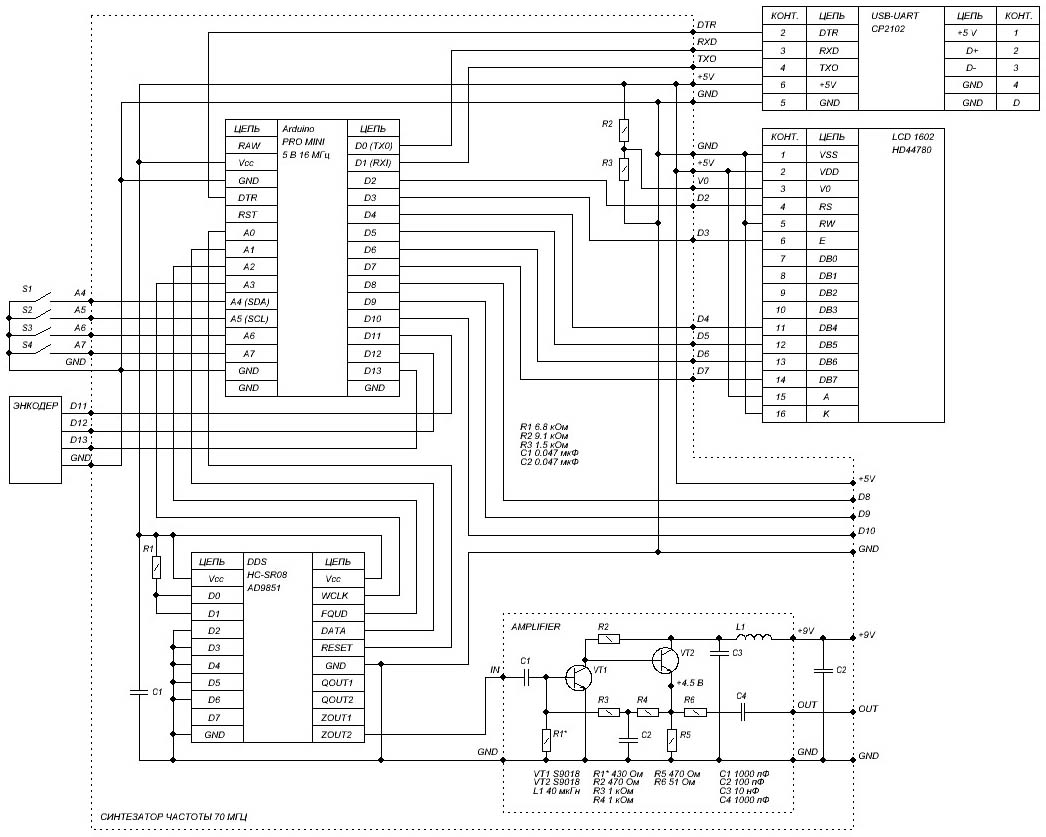 DTR
RXD
TXO
+5V
GND
КОНТ. ЦЕПЬ USB-UART ЦЕПЬ КОНТ.
2 DTR CP2102 +5 V 1
3 RXD D+ 2
4 TXO D- 3
6 +5V GND 4
5 GND GND D
ЦЕПЬ Arduino ЦЕПЬ
RAW PRO MINI D0 (TX0)
Vcc 5 В 16 МГц D1 (RXI)
GND D2
DTR D3
RST D4
A0 D5
A1 D6
A2 D7
A3 D8
A4 (SDA) D9
A5 (SCL) D10
A6 D11
A7 D12
GND D13
GND GND
R2
R3
GND
+5V
V0
D2
D3
D4
D5
D6
D7
КОНТ. ЦЕПЬ LCD 1602
HD44780
1 VSS
2 VDD
3 V0
4 RS
5 RW
6 E
7 DB0
8 DB1
9 DB2
10 DB3
11 DB4
12 DB5
13 DB6
14 DB7
15 A
16 K
S1 A4
S2 A5
S3 A6
S4 A7
GND
ЭНКОДЕР D11
D12
D13
GND
R1 6.8 кОм
R2 9.1 кОм
R3 1.5 кОм
C1 0.047 мкФ
C2 0.047 мкФ
+5V
D8
D9
D10
GND
R1
C1
ЦЕПЬ DDS ЦЕПЬ
Vcc HC-SR08 Vcc
D0 AD9851 WCLK
D1 FQUD
D2 DATA
D3 RESET
D4 GND
D5 QOUT1
D6 QOUT2
D7 ZOUT1
GND ZOUT2
AMPLIFIER
R2
L1
+9V
+9V
IN
C1
VT1
VT2
C3
C2
+4.5 В
R3
R4
R6
C4
OUT
OUT
R1*
C2
R5
GND
GND
GND
VT1 S9018 R1* 430 Ом R5 470 Ом C1 1000 пФ
VT2 S9018 R2 470 Ом R6 51 Ом C2 100 пФ
L1 40 мкГн R3 1 кОм C3 10 нФ
R4 1 кОм C4 1000 пФ
СИНТЕЗАТОР ЧАСТОТЫ 70 МГЦ